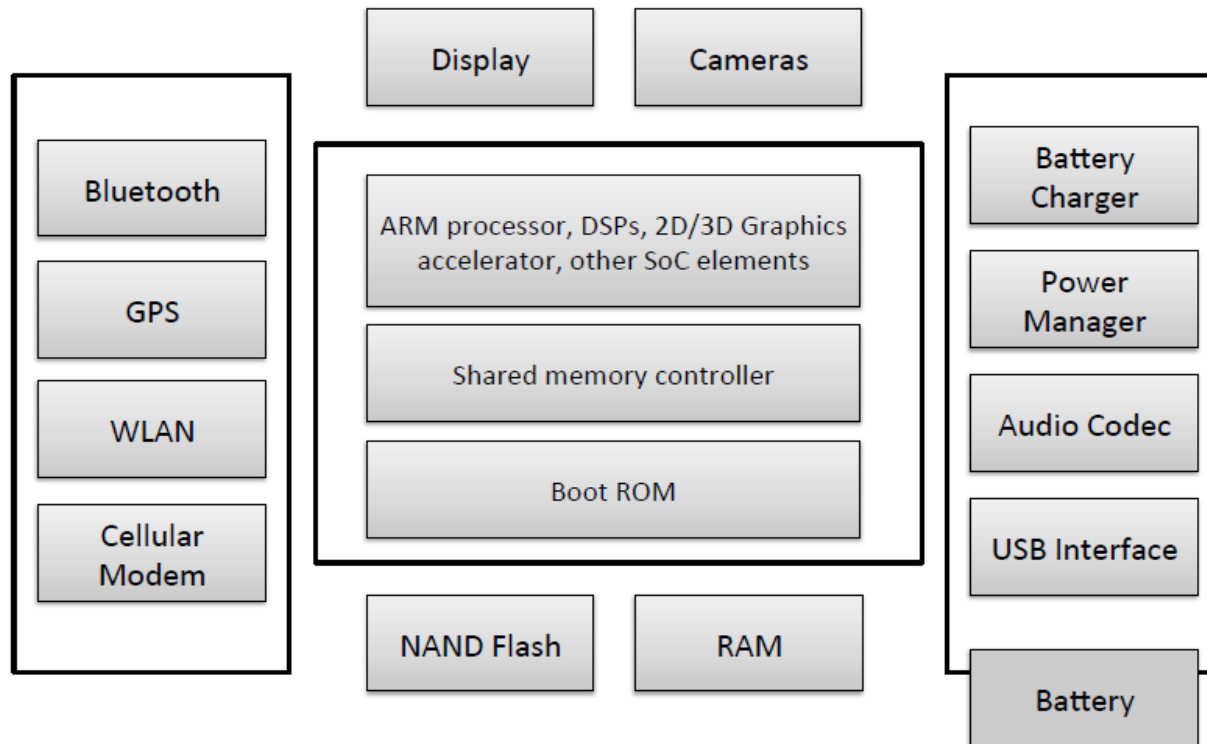 Display
Cameras
Bluetooth
GPS
WLAN
Cellular
Modem
ARM processor, DSPs, 2D/3D Graphics
accelerator, other SoC elements
Shared memory controller
Boot ROM
Battery
Charger
Power
Manager
Audio Codec
USB Interface
NAND Flash
RAM
Battery